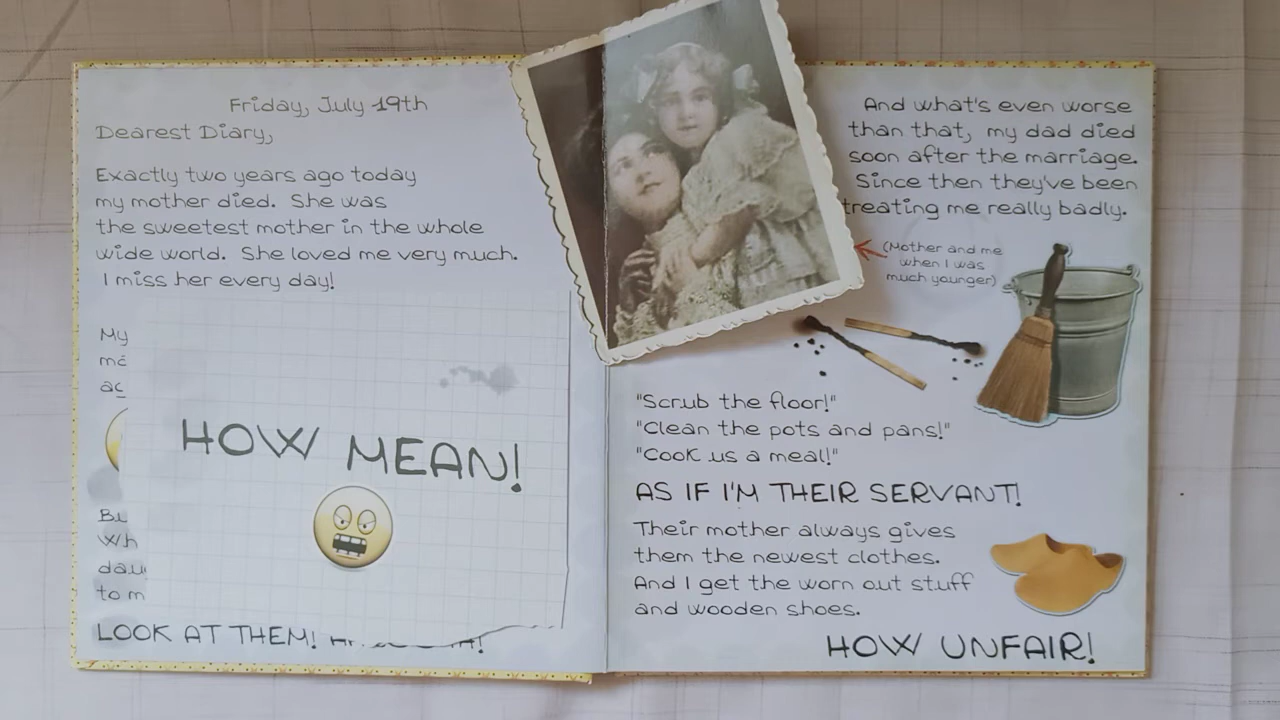 Friday, July 19th
Dearest Diary,
Exactly two years ago today
my mother died. She was
the sweetest mother in the whole
wide world. She loved me very much.
I miss her every day!
My
HOW MEAN!
LOOK AT THEM!
And what's even worse
than that, my dad died
soon after the marriage.
Since then they've been
treating me really badly.
(Mother and me
when I was
much younger)
"Scrub the floor!"
"Clean the pots and pans!"
"Cook us a meal!"
AS IF I'M THEIR SERVANT!
Their mother always gives
them the newest clothes.
And I get the worn out stuff
and wooden shoes.
HOW UNFAIR!